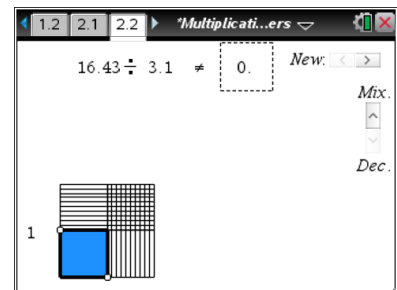 1.2 2.1 2.2 *Multiplicati...ers
16.43÷ 3.1 ≠ 0. New:
Mix.
Dec.
1